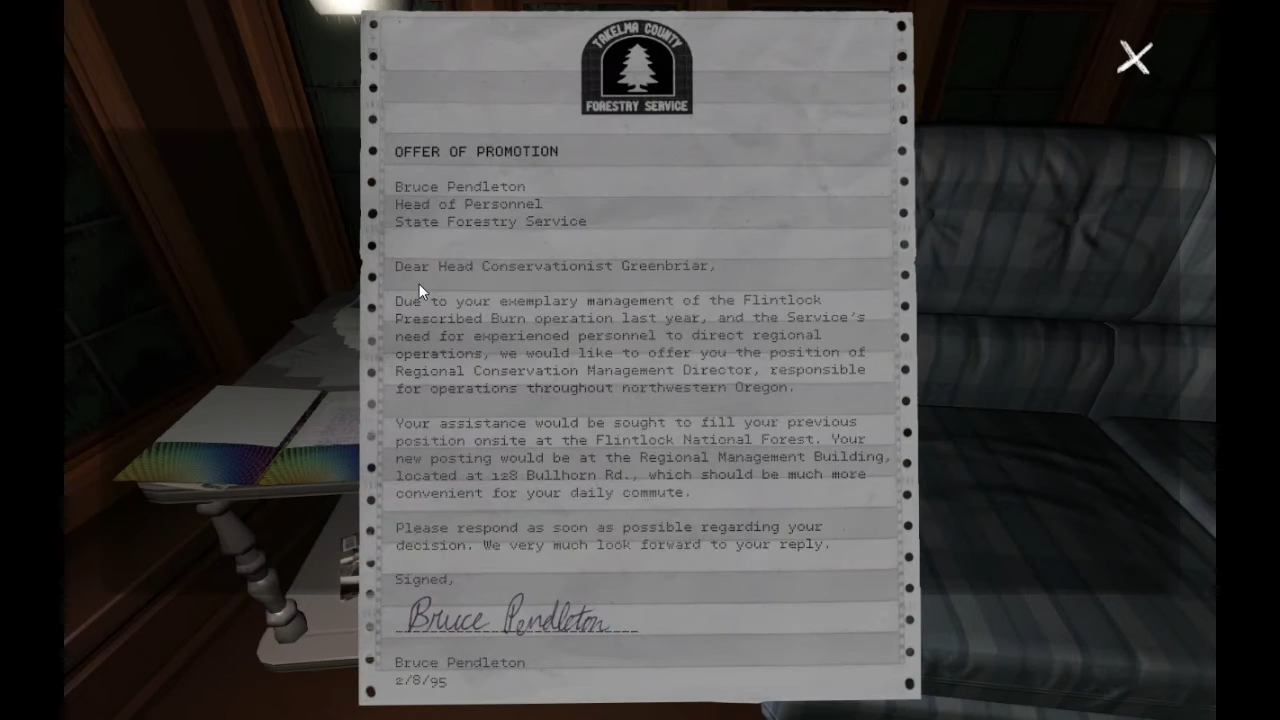 TAKELMA COUNTY
FORESTRY SERVICE
OFFER OF PROMOTION
Bruce Pendleton
Head of Personnel
State Forestry Service
Dear Head Conservationist Greenbriar,
Due to your exemplary management of the Flintlock
Prescribed Burn operation last year, and the Service's
need for experienced personnel to direct regional
operations, we would like to offer you the position of
Regional Conservation Management Director, responsible
for operations throughout northwestern Oregon.
Your assistance would be sought to fill your previous
position onsite at the Flintlock National Forest. Your
new posting would be at the Regional Management Building,
located at 128 Bullhorn Rd., which should be much more
convenient for your daily commute.
Please respond as soon as possible regarding your
decision. We very much look forward to your reply.
Signed,
Bruce Pendleton
Bruce Pendleton
2/8/95